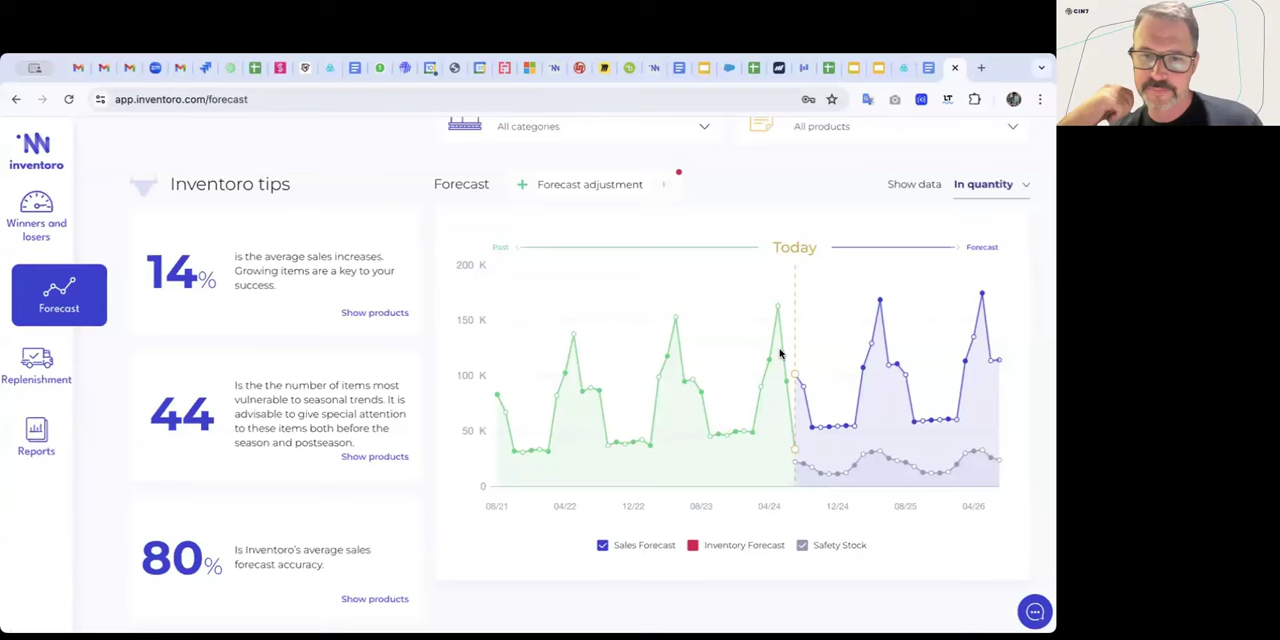 CIN7
app.inventoro.com/forecast
inventoro
Winners and
losers
Forecast
Replenishment
Reports
All categories
All products
Inventoro tips
14%
is the average sales increases.
Growing items are a key to your
success.
Show products
44
Is the the number of items most
vulnerable to seasonal trends. It is
advisable to give special attention
to these items both before the
season and postseason.
Show products
80%
Is Inventoro's average sales
forecast accuracy.
Show products
Forecast
+ Forecast adjustment
Show data
In quantity
Past
Today
Forecast
200 K
150 K
100 K
50 K
0
08/21
04/22
12/22
08/23
04/24
12/24
08/25
04/26
Sales Forecast
Inventory Forecast
Safety Stock